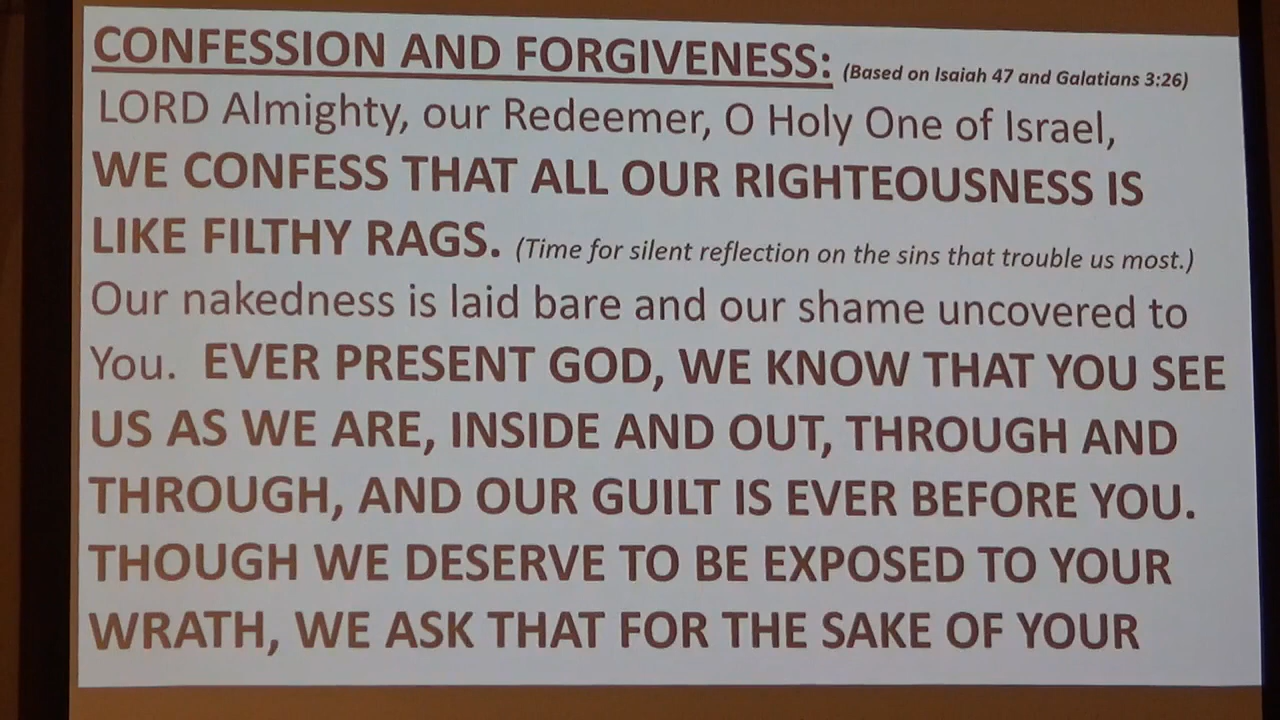 CONFESSION AND FORGIVENESS: (Based on Isaiah 47 and Galatians 3:26)
LORD Almighty, our Redeemer, O Holy One of Israel,
WE CONFESS THAT ALL OUR RIGHTEOUSNESS IS
LIKE FILTHY RAGS. (Time for silent reflection on the sins that trouble us most.)
Our nakedness is laid bare and our shame uncovered to
You. EVER PRESENT GOD, WE KNOW THAT YOU SEE
US AS WE ARE, INSIDE AND OUT, THROUGH AND
THROUGH, AND OUR GUILT IS EVER BEFORE YOU.
THOUGH WE DESERVE TO BE EXPOSED TO YOUR
WRATH, WE ASK THAT FOR THE SAKE OF YOUR